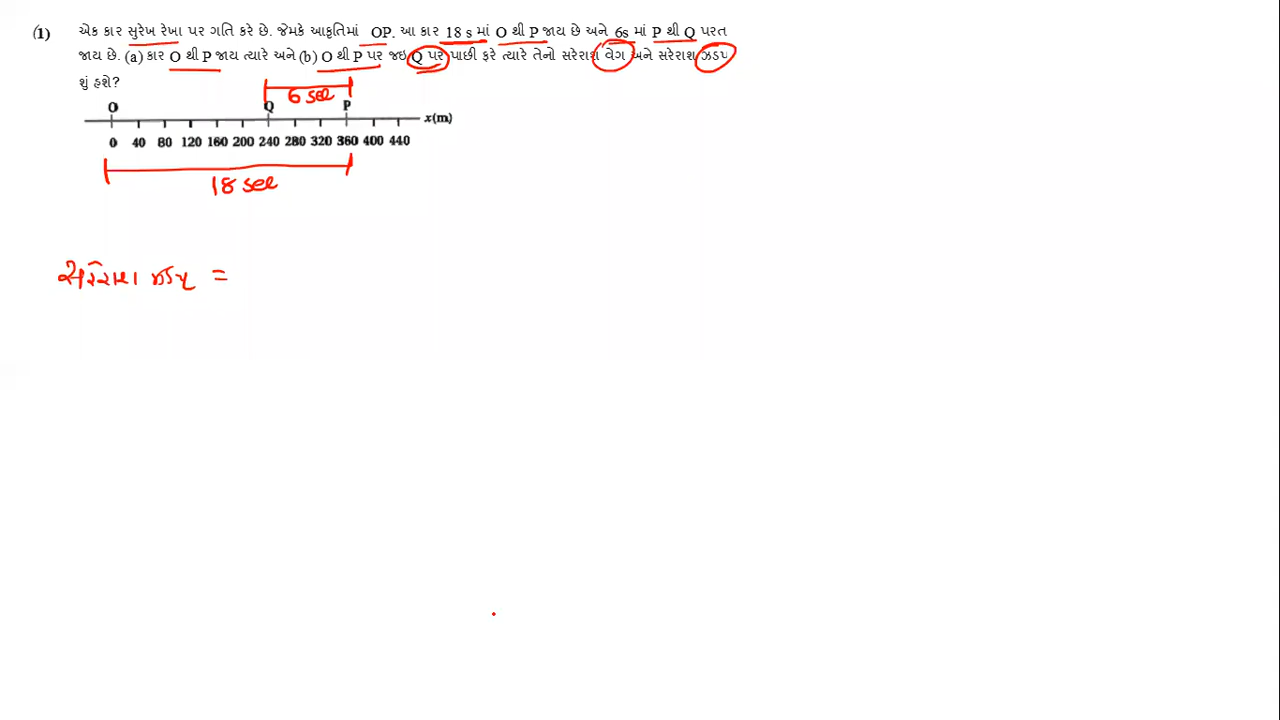 (1) એક કાર સુરેખ રેખા પર ગતિ કરે છે. જેમકે આકૃતિમાં OP. આ કાર 18 s માં O થી P જાય છે અને 6s માં P થી Q પરત
જાય છે. (a) કાર O થી P જાય ત્યારે અને (b) O થી P પર જઇ Q પર પાછી ફરે ત્યારે તેનો સરેરાશ વેગ અને સરેરાશ ઝડપ
શું હશે?
6 sec
O Q P
x(m)
0 40 80 120 160 200 240 280 320 360 400 440
18 sec
સરેરાશ ઝડપ =